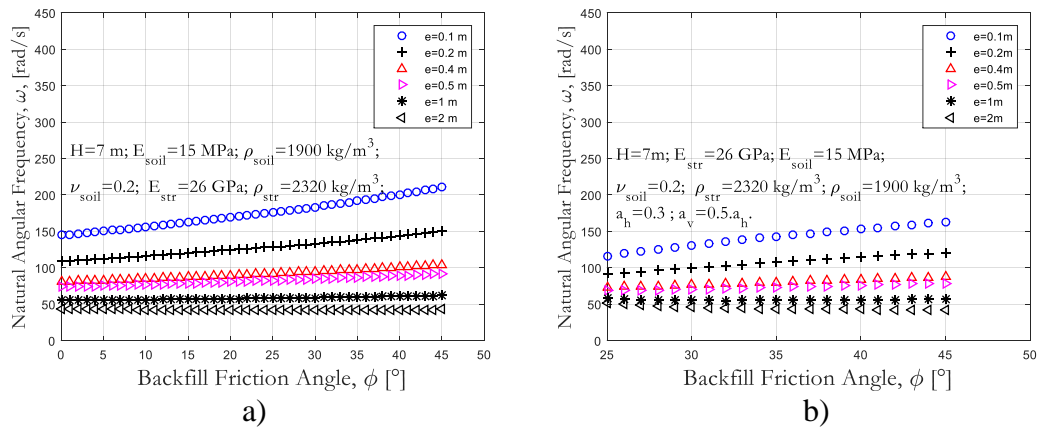 450
400
350
300
250
200
150
100
50
0
Natural Angular Frequency, ω, [rad/s]
e=0.1 m
e=0.2 m
e=0.4 m
e=0.5 m
e=1 m
e=2 m
H=7 m; E_soil=15 MPa; ρ_soil=1900 kg/m³;
ν_soil=0.2; E_str=26 GPa; ρ_str=2320 kg/m³;
0 5 10 15 20 25 30 35 40 45 50
Backfill Friction Angle, ϕ [°]
a)
450
400
350
300
250
200
150
100
50
0
Natural Angular Frequency, ω, [rad/s]
e=0.1m
e=0.2m
e=0.4m
e=0.5m
e=1m
e=2m
H=7m; E_str=26 GPa; E_soil=15 MPa;
ν_soil=0.2; ρ_str=2320 kg/m³; ρ_soil=1900 kg/m³;
a_h=0.3 ; a_v=0.5.a_h.
25 30 35 40 45 50
Backfill Friction Angle, ϕ [°]
b)